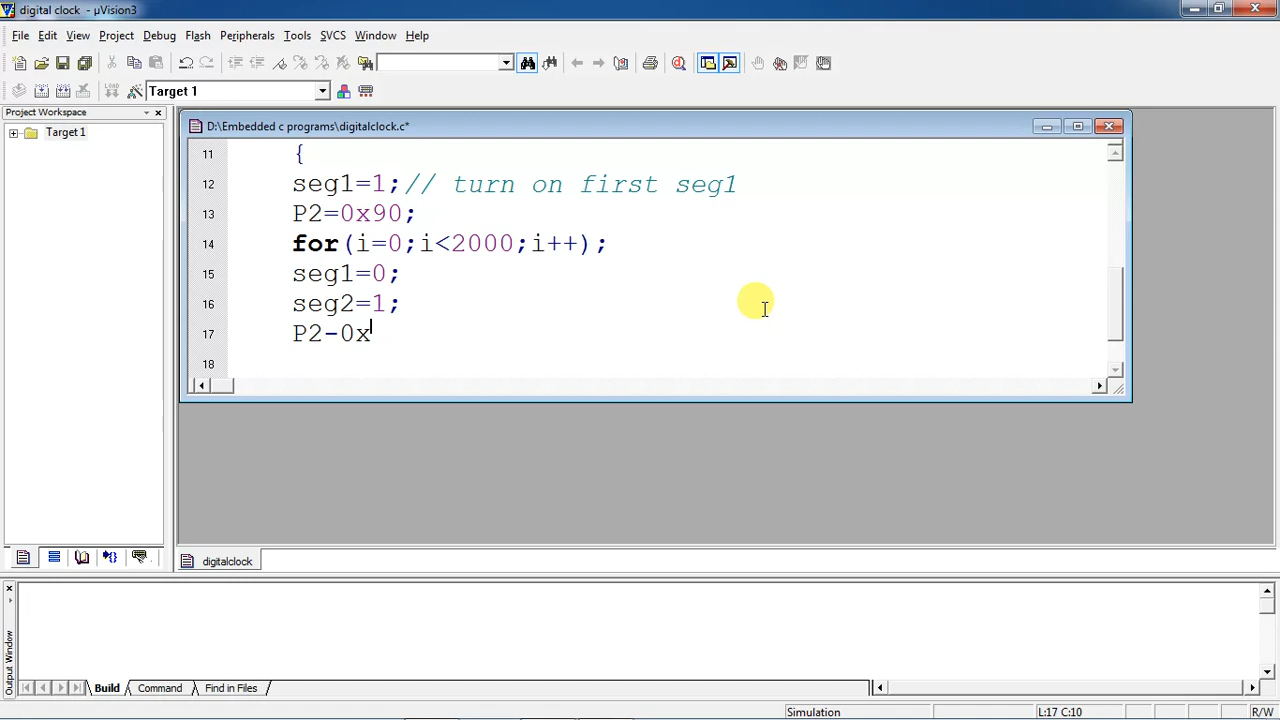 digital clock - µVision3
File Edit View Project Debug Flash Peripherals Tools SVCS Window Help
Target 1
Project Workspace
Target 1
D:\Embedded c programs\digitalclock.c*
11 {
12 seg1=1;// turn on first seg1
13 P2=0x90;
14 for(i=0;i<2000;i++);
15 seg1=0;
16 seg2=1;
17 P2-0x
18
digitalclock
Output Window
Build Command Find in Files
Simulation L:17 C:10 R/W